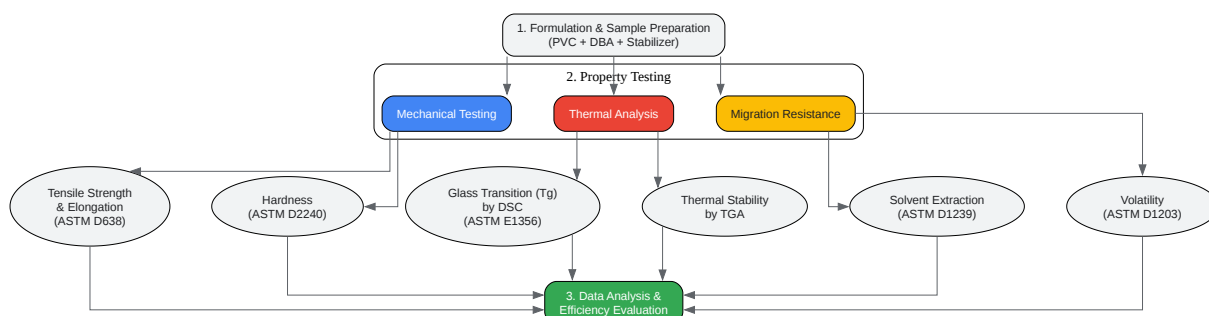 1. Formulation & Sample Preparation
(PVC + DBA + Stabilizer)
2. Property Testing
Mechanical Testing
Thermal Analysis
Migration Resistance
Tensile Strength
& Elongation
(ASTM D638)
Hardness
(ASTM D2240)
Glass Transition (Tg)
by DSC
(ASTM E1356)
Thermal Stability
by TGA
Solvent Extraction
(ASTM D1239)
Volatility
(ASTM D1203)
3. Data Analysis &
Efficiency Evaluation